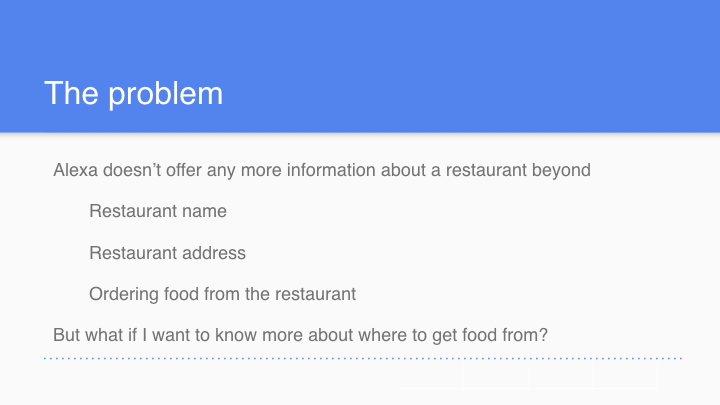 The problem
Alexa doesn’t offer any more information about a restaurant beyond
Restaurant name
Restaurant address
Ordering food from the restaurant
But what if I want to know more about where to get food from?